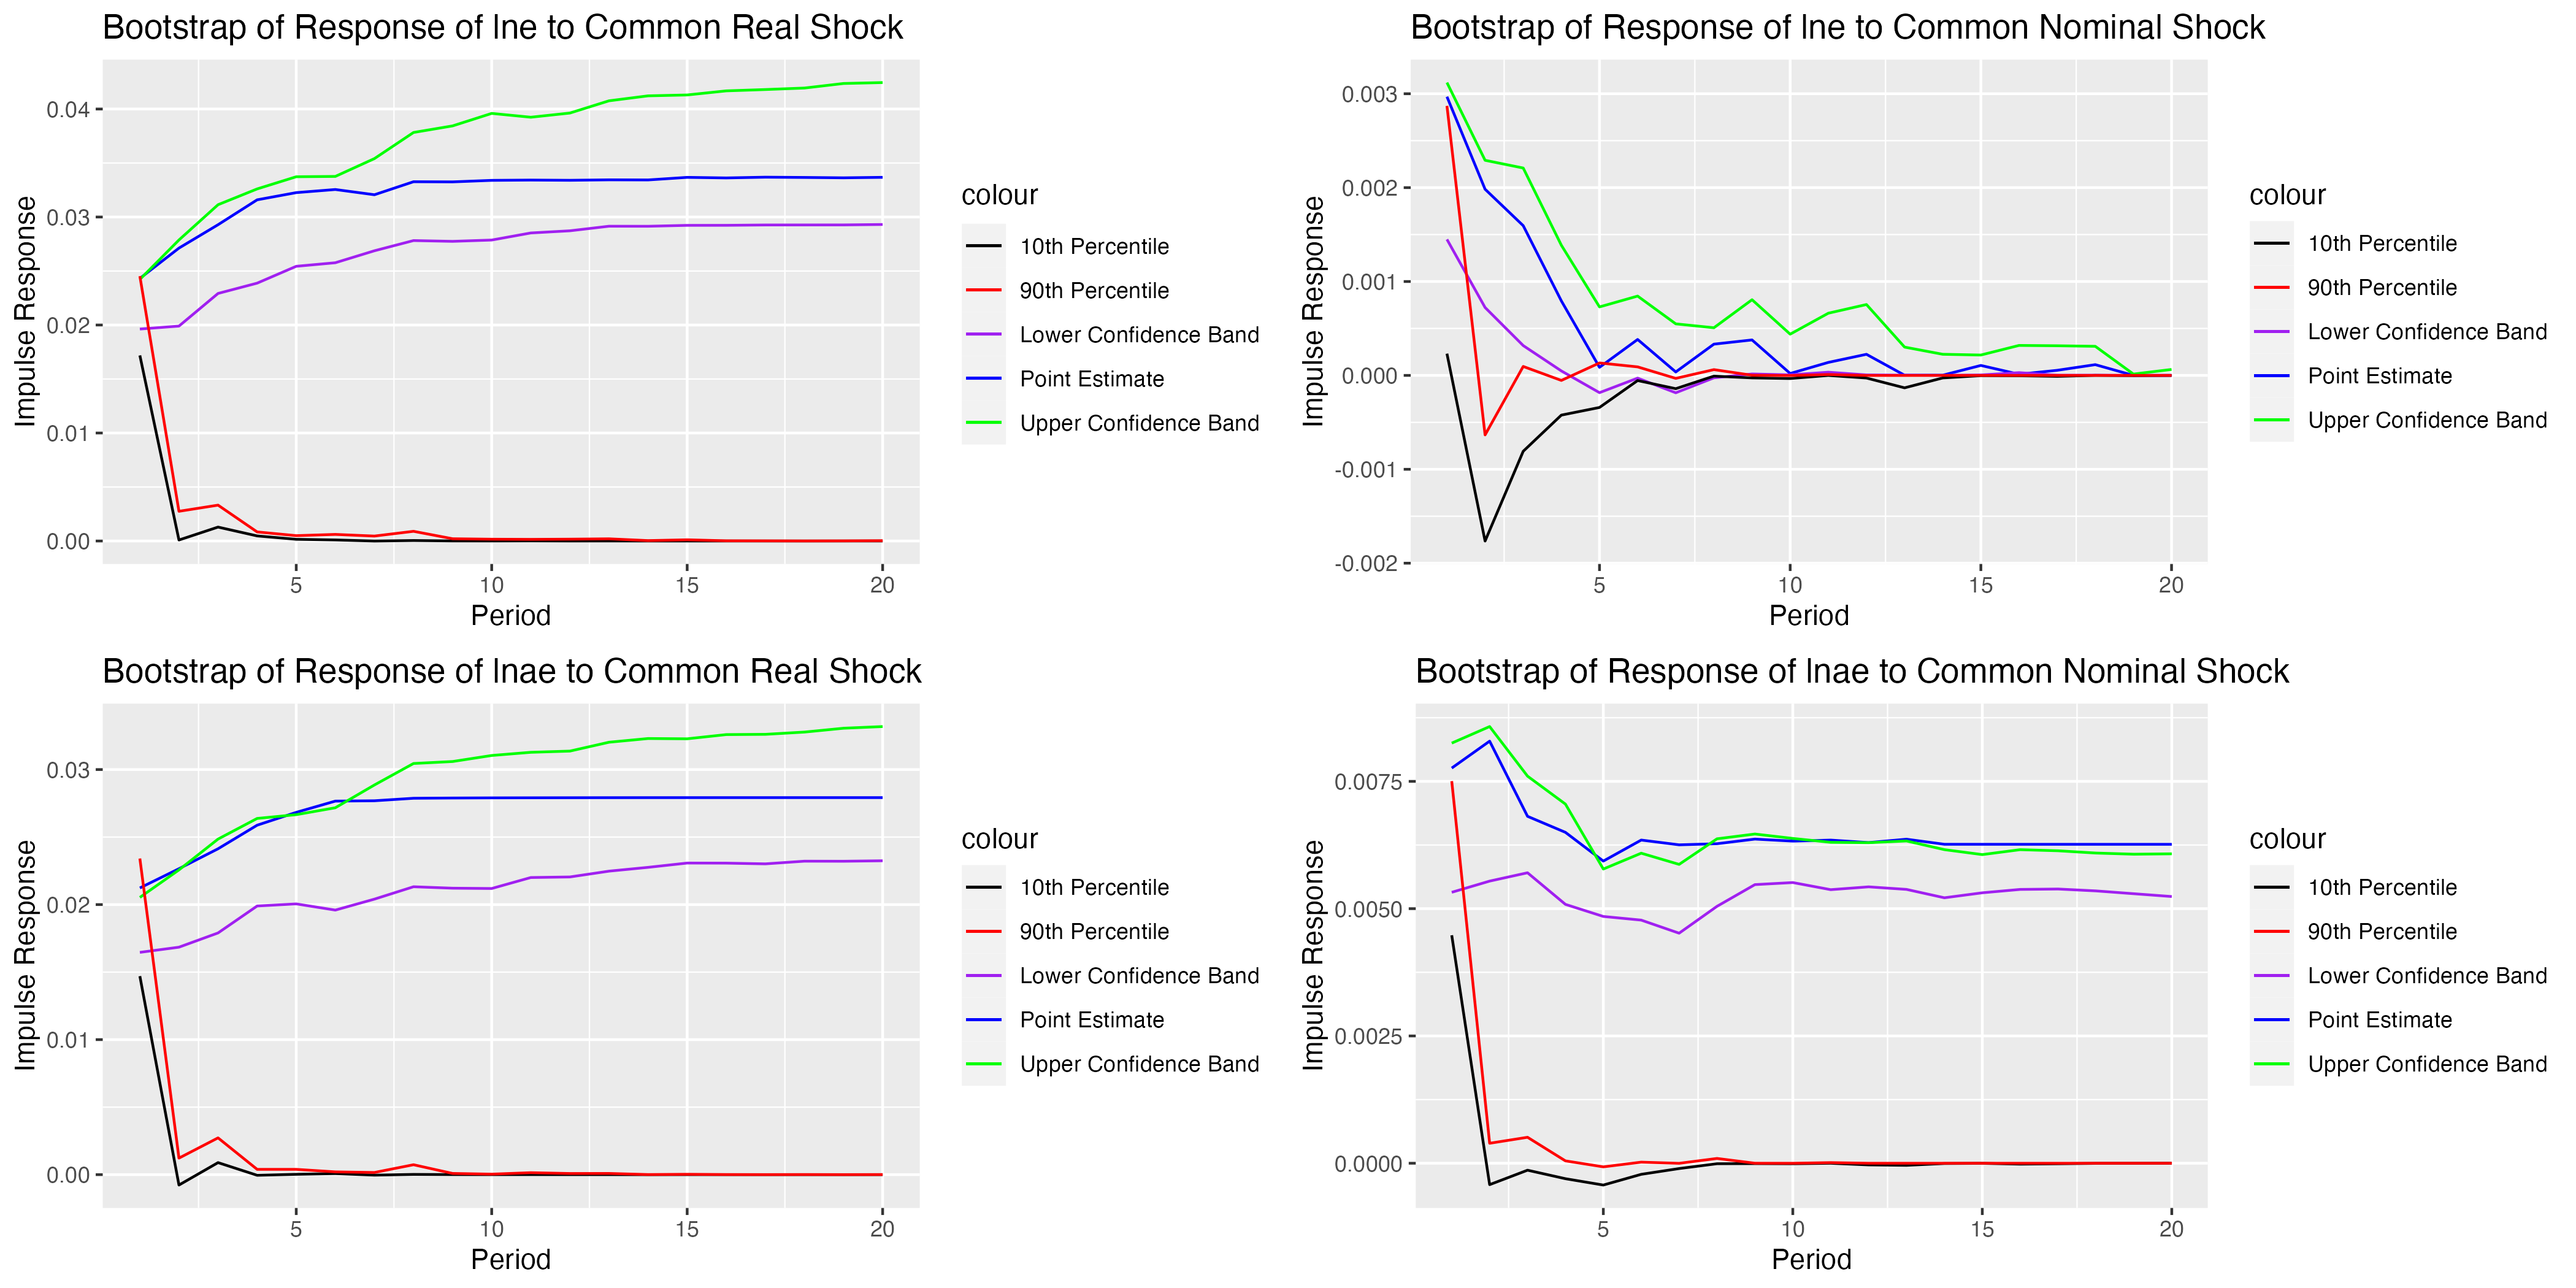 Bootstrap of Response of lne to Common Real Shock
Impulse Response
0.04
0.03
0.02
0.01
0.00
5 10 15 20
Period
colour
10th Percentile
90th Percentile
Lower Confidence Band
Point Estimate
Upper Confidence Band
Bootstrap of Response of lne to Common Nominal Shock
Impulse Response
0.003
0.002
0.001
0.000
-0.001
-0.002
5 10 15 20
Period
colour
10th Percentile
90th Percentile
Lower Confidence Band
Point Estimate
Upper Confidence Band
Bootstrap of Response of lnae to Common Real Shock
Impulse Response
0.03
0.02
0.01
0.00
5 10 15 20
Period
colour
10th Percentile
90th Percentile
Lower Confidence Band
Point Estimate
Upper Confidence Band
Bootstrap of Response of lnae to Common Nominal Shock
Impulse Response
0.0075
0.0050
0.0025
0.0000
5 10 15 20
Period
colour
10th Percentile
90th Percentile
Lower Confidence Band
Point Estimate
Upper Confidence Band